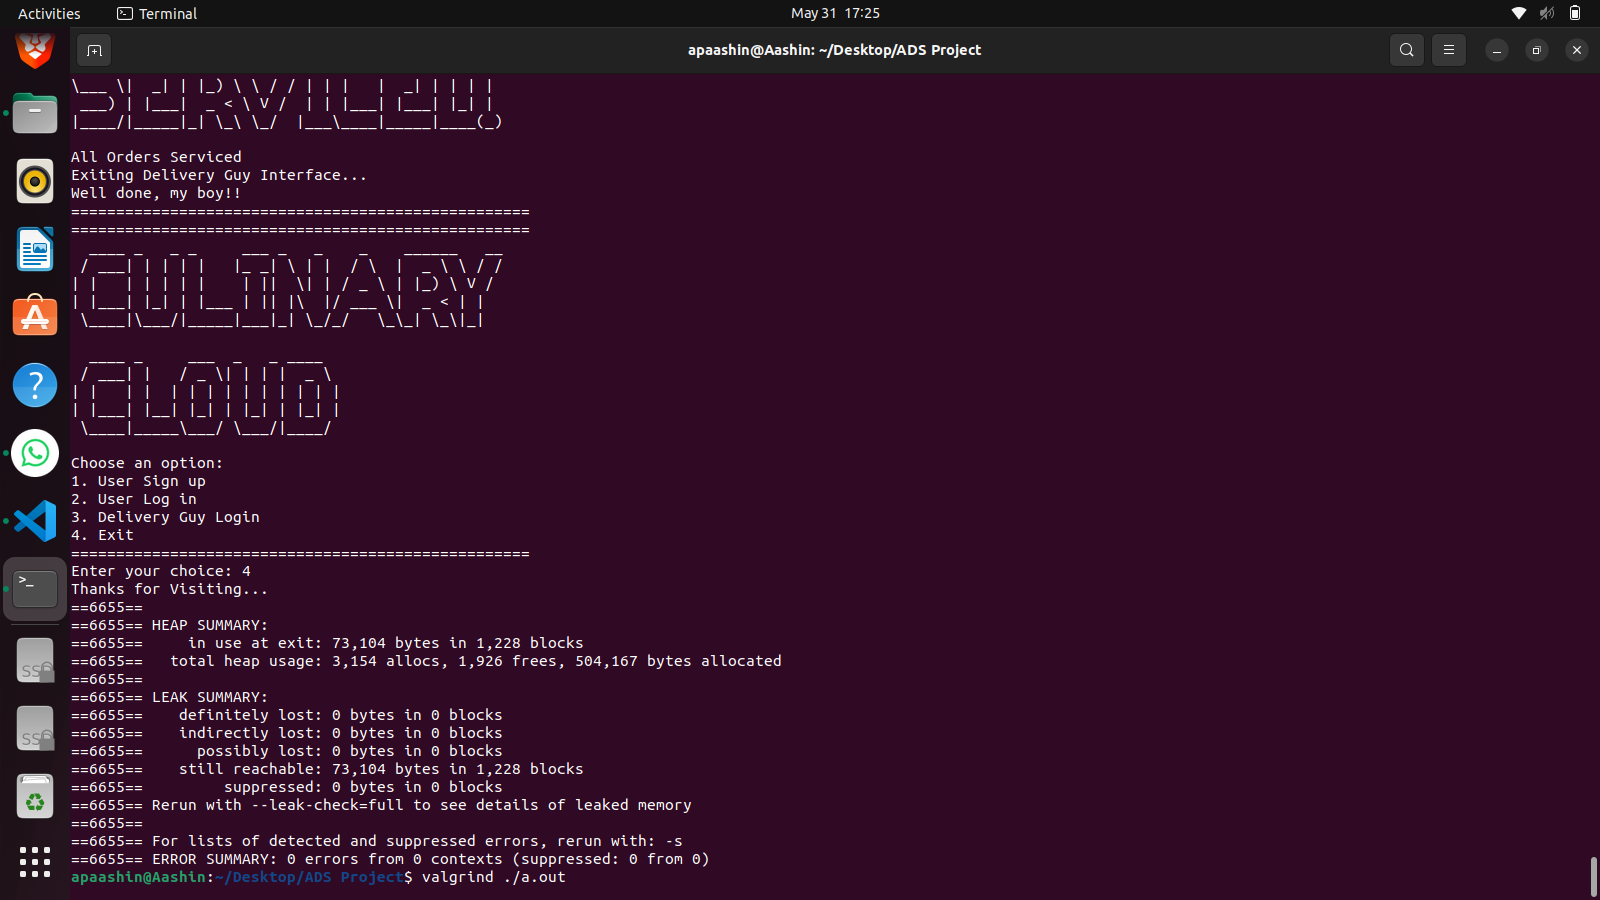 Activities
Terminal
May 31 17:25
apaashin@Aashin: ~/Desktop/ADS Project
SERVICED!
All Orders Serviced
Exiting Delivery Guy Interface...
Well done, my boy!!
===================================================
===================================================
CULINARY
CLOUD
Choose an option:
1. User Sign up
2. User Log in
3. Delivery Guy Login
4. Exit
===================================================
Enter your choice: 4
Thanks for Visiting...
==6655==
==6655== HEAP SUMMARY:
==6655==     in use at exit: 73,104 bytes in 1,228 blocks
==6655==   total heap usage: 3,154 allocs, 1,926 frees, 504,167 bytes allocated
==6655==
==6655== LEAK SUMMARY:
==6655==    definitely lost: 0 bytes in 0 blocks
==6655==    indirectly lost: 0 bytes in 0 blocks
==6655==      possibly lost: 0 bytes in 0 blocks
==6655==    still reachable: 73,104 bytes in 1,228 blocks
==6655==         suppressed: 0 bytes in 0 blocks
==6655== Rerun with --leak-check=full to see details of leaked memory
==6655==
==6655== For lists of detected and suppressed errors, rerun with: -s
==6655== ERROR SUMMARY: 0 errors from 0 contexts (suppressed: 0 from 0)
apaashin@Aashin:~/Desktop/ADS Project$ valgrind ./a.out